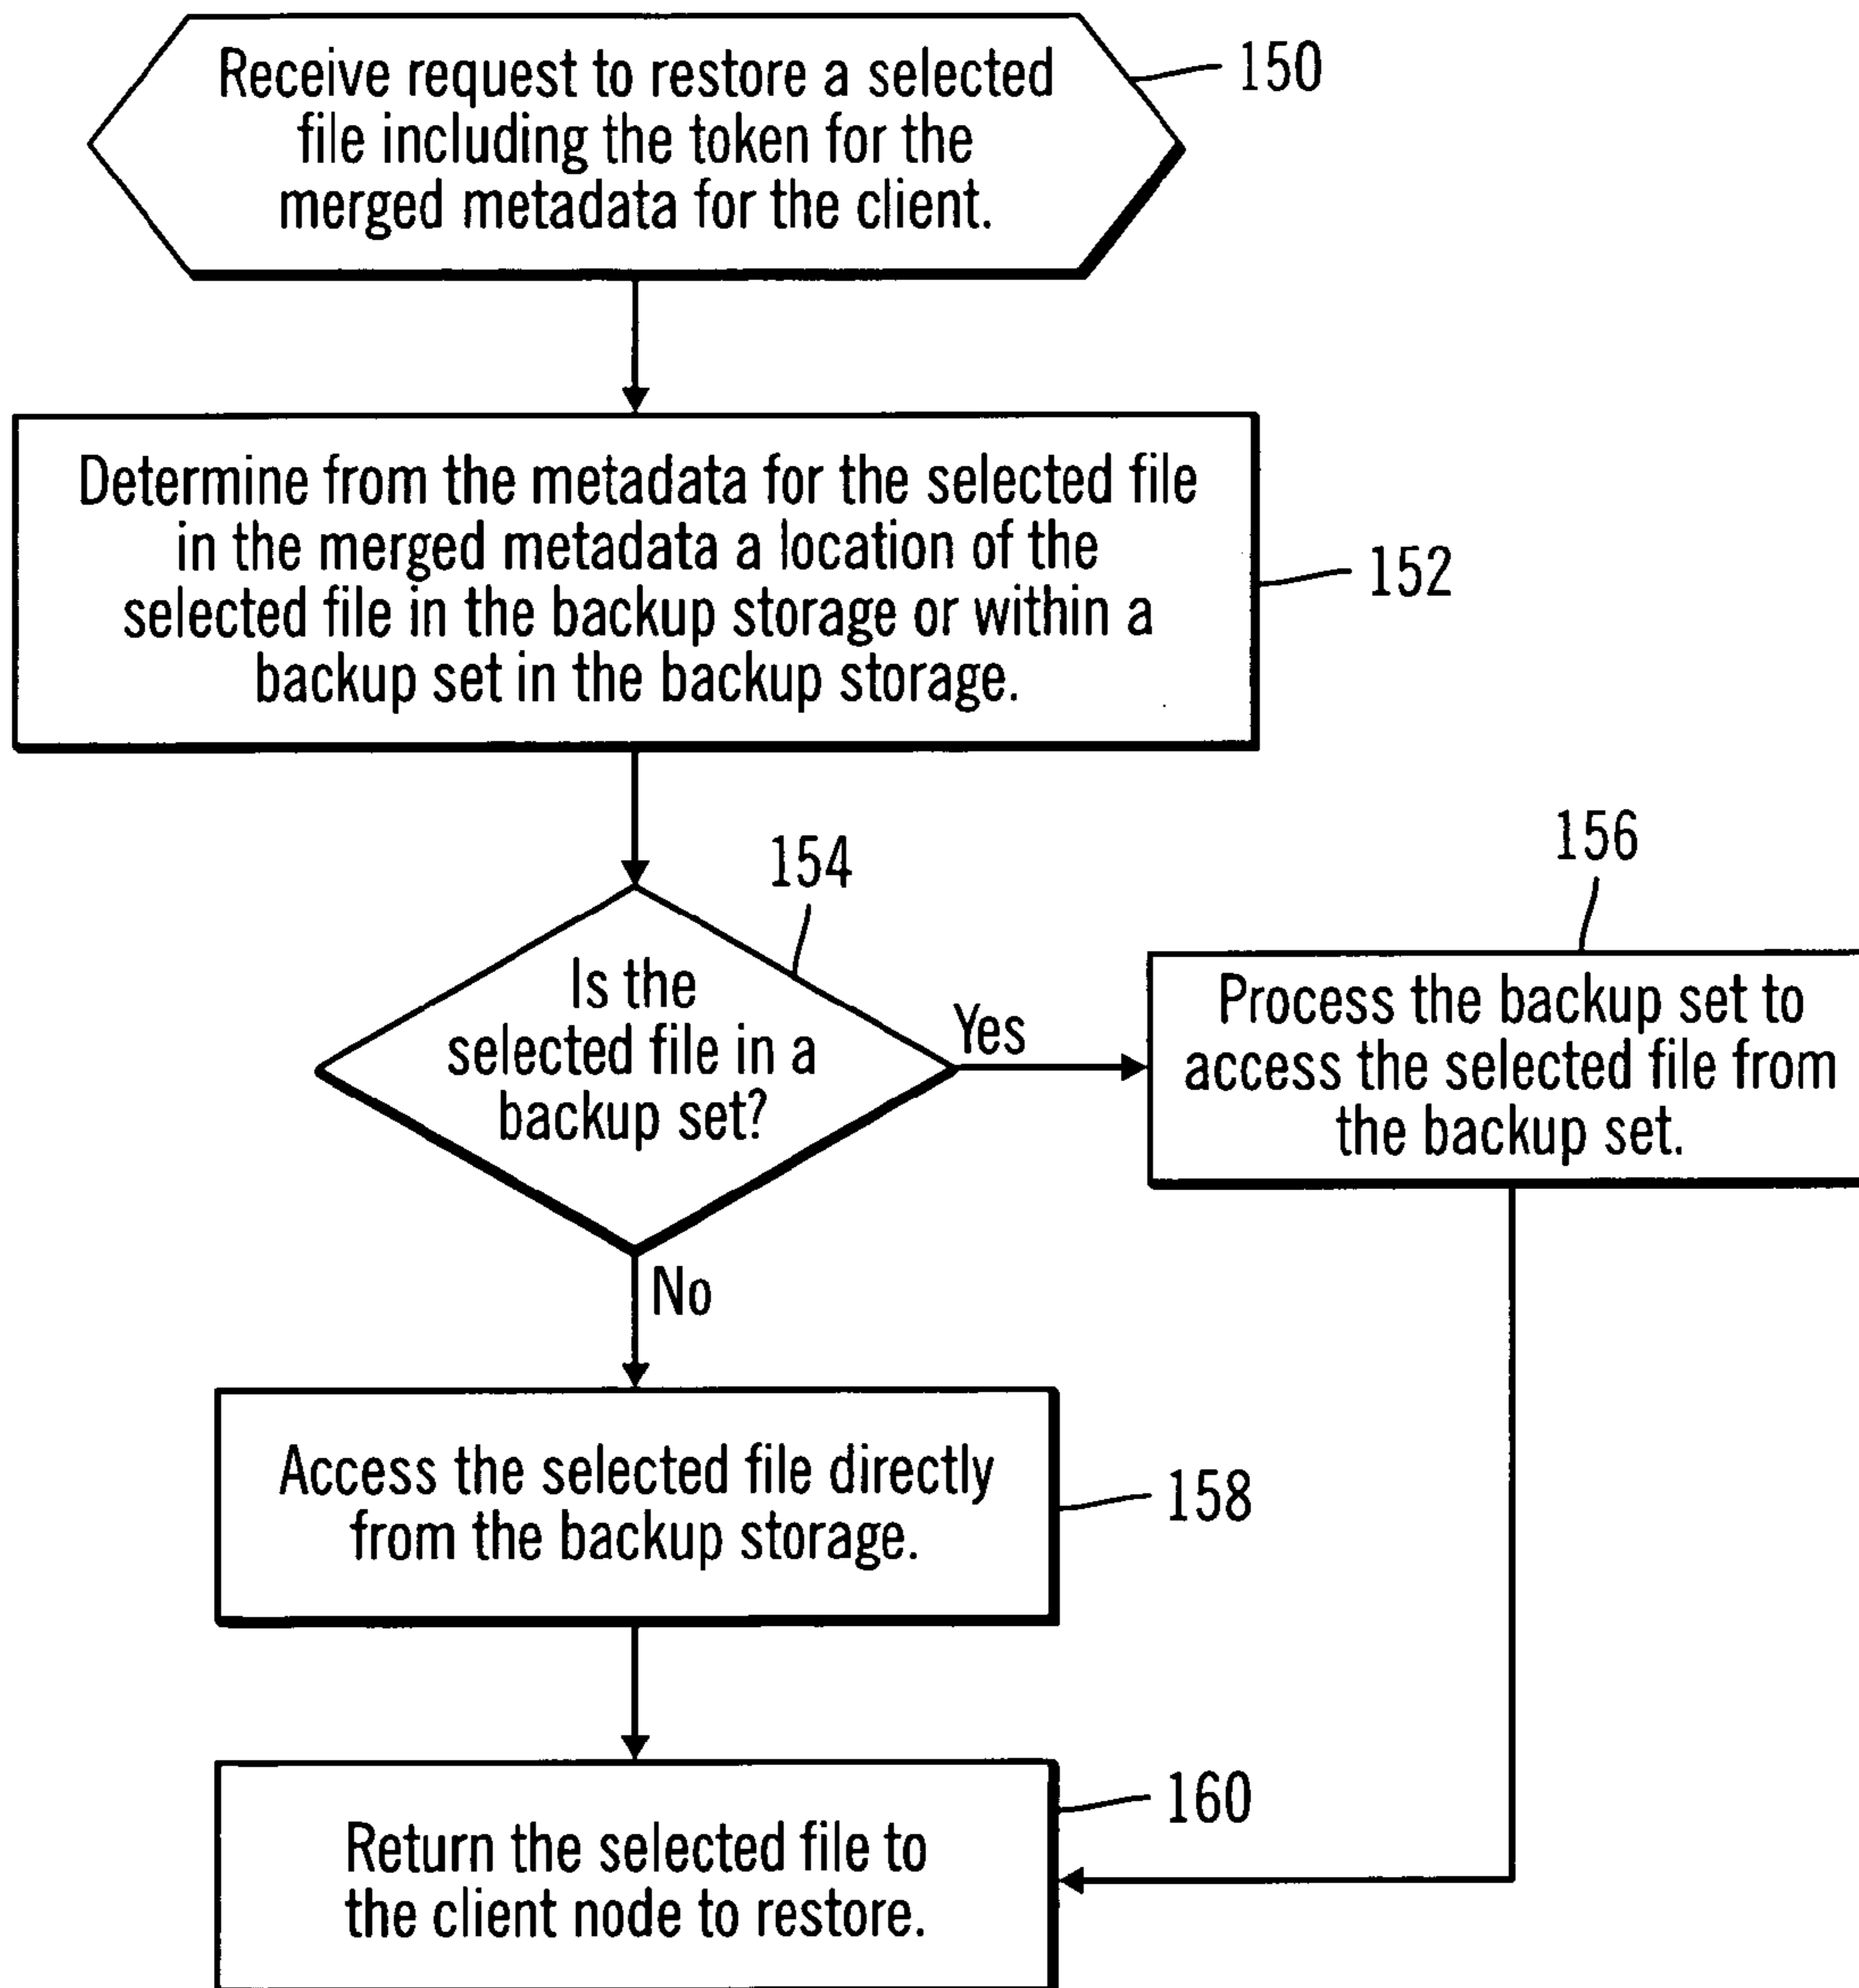 Receive request to restore a selected
file including the token for the
merged metadata for the client.
150
Determine from the metadata for the selected file
in the merged metadata a location of the
selected file in the backup storage or within a
backup set in the backup storage.
152
154
Is the
selected file in a
backup set?
Yes
156
Process the backup set to
access the selected file from
the backup set.
No
Access the selected file directly
from the backup storage.
158
Return the selected file to
the client node to restore.
160